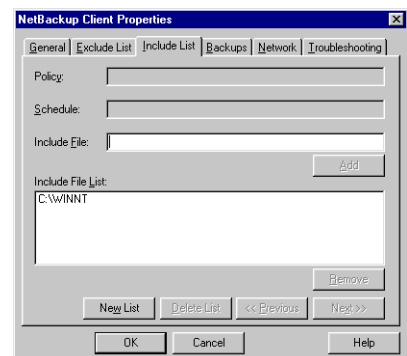 NetBackup Client Properties
General Exclude List Include List Backups Network Troubleshooting
Policy:
Schedule:
Include File:
Add
Include File List:
C:\WINNT
Remove
New List Delete List << Previous Next >>
OK Cancel Help